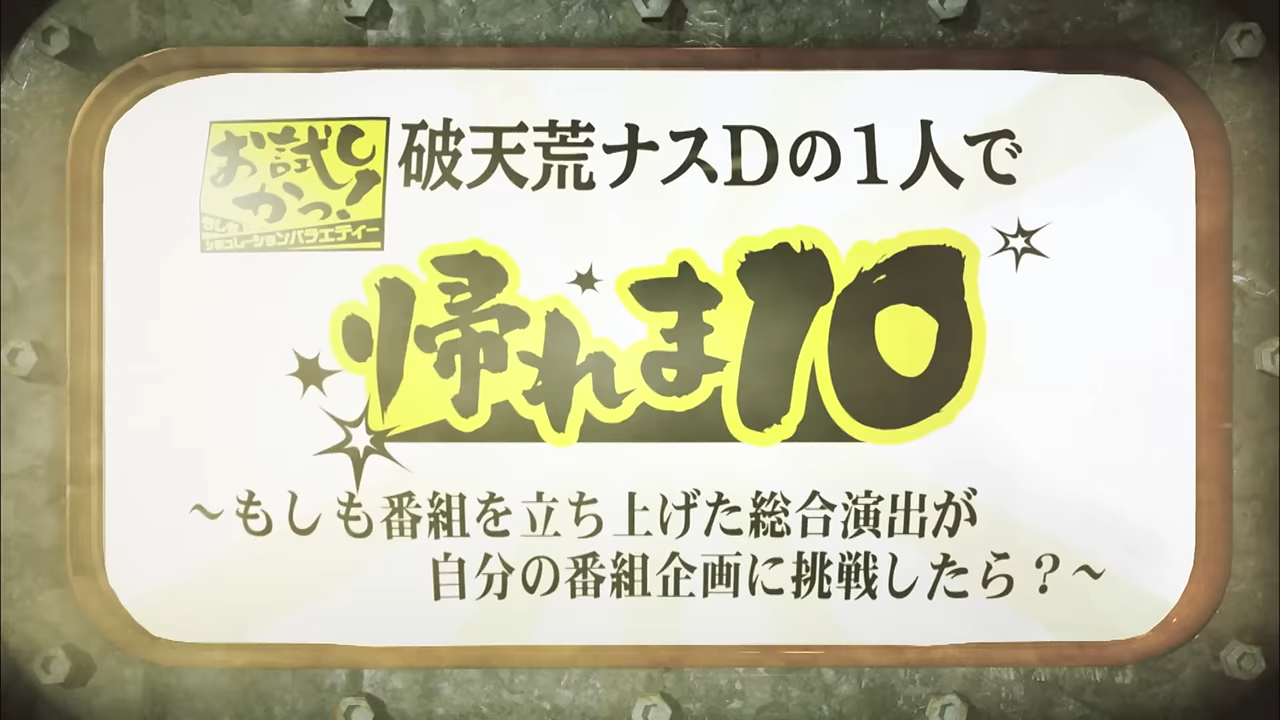 お試し
かっ!
もしも
シミュレーションバラエティー
破天荒ナスDの1人で
帰れま10
～もしも番組を立ち上げた総合演出が
自分の番組企画に挑戦したら？～